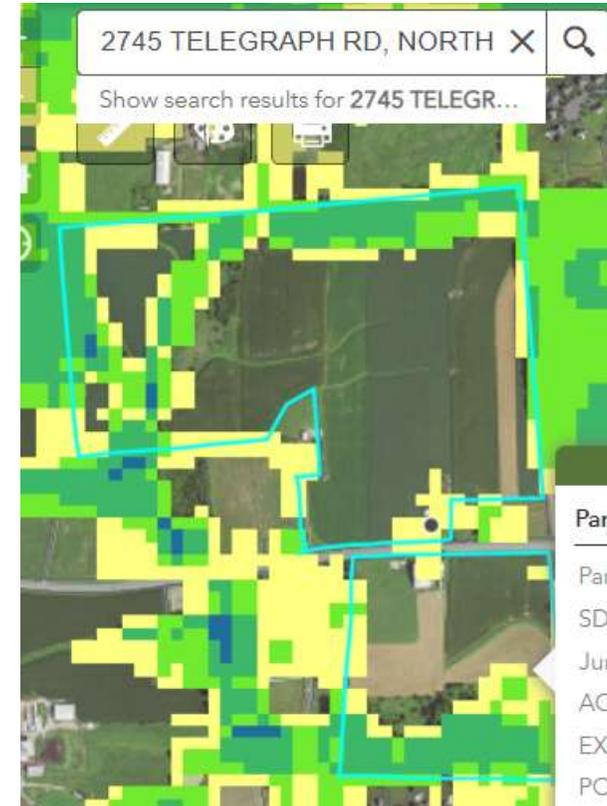 2745 TELEGRAPH RD, NORTH
Show search results for 2745 TELEGR...
Par
Par
SD
Jur
AC
EX
PC